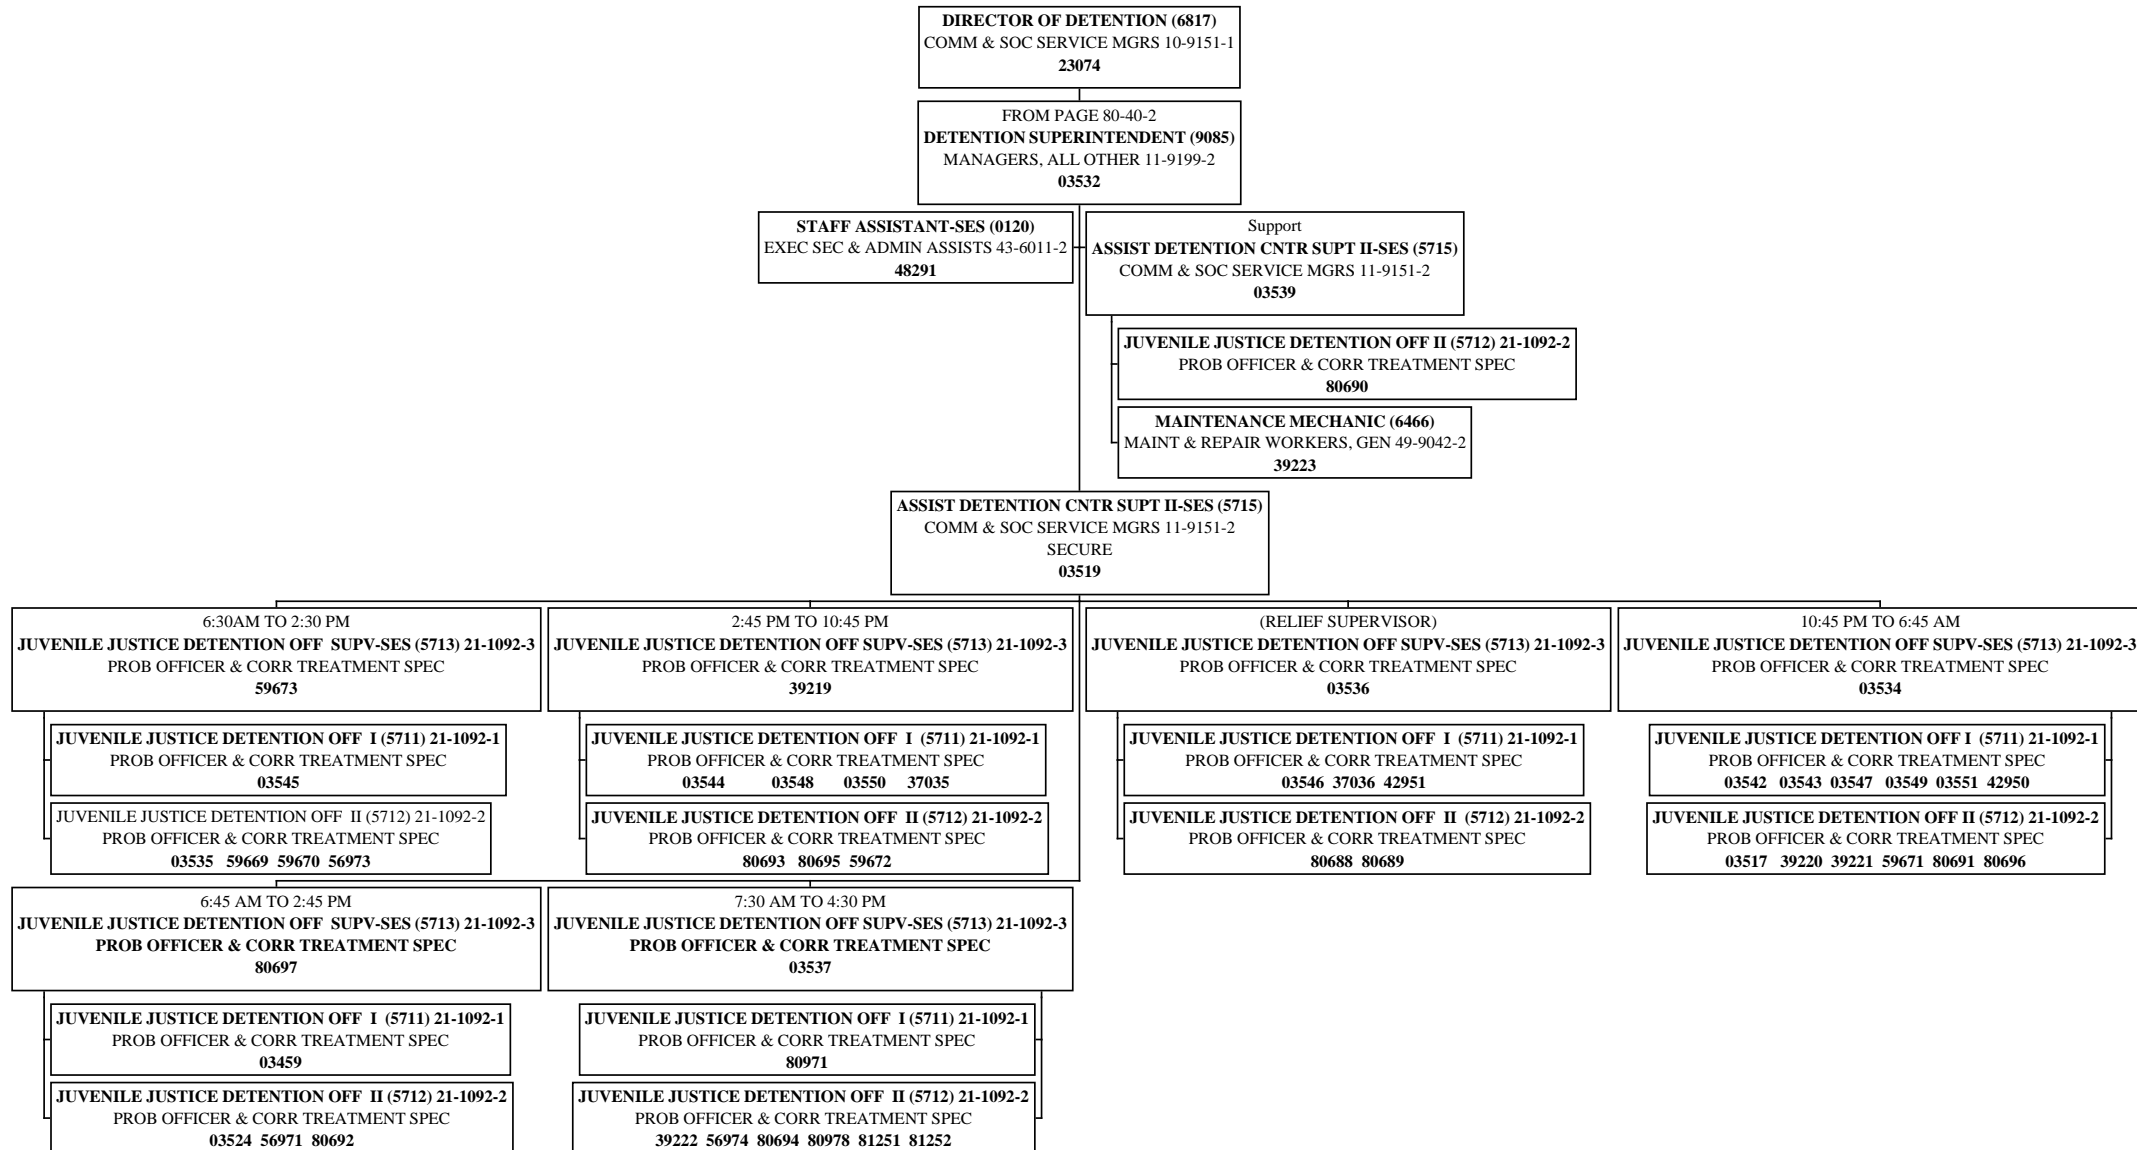 DIRECTOR OF DETENTION (6817)
COMM & SOC SERVICE MGRS 10-9151-1
23074
FROM PAGE 80-40-2
DETENTION SUPERINTENDENT (9085)
MANAGERS, ALL OTHER 11-9199-2
03532
STAFF ASSISTANT-SES (0120)
EXEC SEC & ADMIN ASSISTS 43-6011-2
48291
Support
ASSIST DETENTION CNTR SUPT II-SES (5715)
COMM & SOC SERVICE MGRS 11-9151-2
03539
JUVENILE JUSTICE DETENTION OFF II (5712) 21-1092-2
PROB OFFICER & CORR TREATMENT SPEC
80690
MAINTENANCE MECHANIC (6466)
MAINT & REPAIR WORKERS, GEN 49-9042-2
39223
ASSIST DETENTION CNTR SUPT II-SES (5715)
COMM & SOC SERVICE MGRS 11-9151-2
SECURE
03519
6:30AM TO 2:30 PM
JUVENILE JUSTICE DETENTION OFF SUPV-SES (5713) 21-1092-3
PROB OFFICER & CORR TREATMENT SPEC
59673
JUVENILE JUSTICE DETENTION OFF I (5711) 21-1092-1
PROB OFFICER & CORR TREATMENT SPEC
03545
JUVENILE JUSTICE DETENTION OFF II (5712) 21-1092-2
PROB OFFICER & CORR TREATMENT SPEC
03535 59669 59670 56973
2:45 PM TO 10:45 PM
JUVENILE JUSTICE DETENTION OFF SUPV-SES (5713) 21-1092-3
PROB OFFICER & CORR TREATMENT SPEC
39219
JUVENILE JUSTICE DETENTION OFF I (5711) 21-1092-1
PROB OFFICER & CORR TREATMENT SPEC
03544 03548 03550 37035
JUVENILE JUSTICE DETENTION OFF II (5712) 21-1092-2
PROB OFFICER & CORR TREATMENT SPEC
80693 80695 59672
(RELIEF SUPERVISOR)
JUVENILE JUSTICE DETENTION OFF SUPV-SES (5713) 21-1092-3
PROB OFFICER & CORR TREATMENT SPEC
03536
JUVENILE JUSTICE DETENTION OFF I (5711) 21-1092-1
PROB OFFICER & CORR TREATMENT SPEC
03546 37036 42951
JUVENILE JUSTICE DETENTION OFF II (5712) 21-1092-2
PROB OFFICER & CORR TREATMENT SPEC
80688 80689
10:45 PM TO 6:45 AM
JUVENILE JUSTICE DETENTION OFF SUPV-SES (5713) 21-1092-3
PROB OFFICER & CORR TREATMENT SPEC
03534
JUVENILE JUSTICE DETENTION OFF I (5711) 21-1092-1
PROB OFFICER & CORR TREATMENT SPEC
03542 03543 03547 03549 03551 42950
JUVENILE JUSTICE DETENTION OFF II (5712) 21-1092-2
PROB OFFICER & CORR TREATMENT SPEC
03517 39220 39221 59671 80691 80696
6:45 AM TO 2:45 PM
JUVENILE JUSTICE DETENTION OFF SUPV-SES (5713) 21-1092-3
PROB OFFICER & CORR TREATMENT SPEC
80697
JUVENILE JUSTICE DETENTION OFF I (5711) 21-1092-1
PROB OFFICER & CORR TREATMENT SPEC
03459
JUVENILE JUSTICE DETENTION OFF II (5712) 21-1092-2
PROB OFFICER & CORR TREATMENT SPEC
03524 56971 80692
7:30 AM TO 4:30 PM
JUVENILE JUSTICE DETENTION OFF SUPV-SES (5713) 21-1092-3
PROB OFFICER & CORR TREATMENT SPEC
03537
JUVENILE JUSTICE DETENTION OFF I (5711) 21-1092-1
PROB OFFICER & CORR TREATMENT SPEC
80971
JUVENILE JUSTICE DETENTION OFF II (5712) 21-1092-2
PROB OFFICER & CORR TREATMENT SPEC
39222 56974 80694 80978 81251 81252